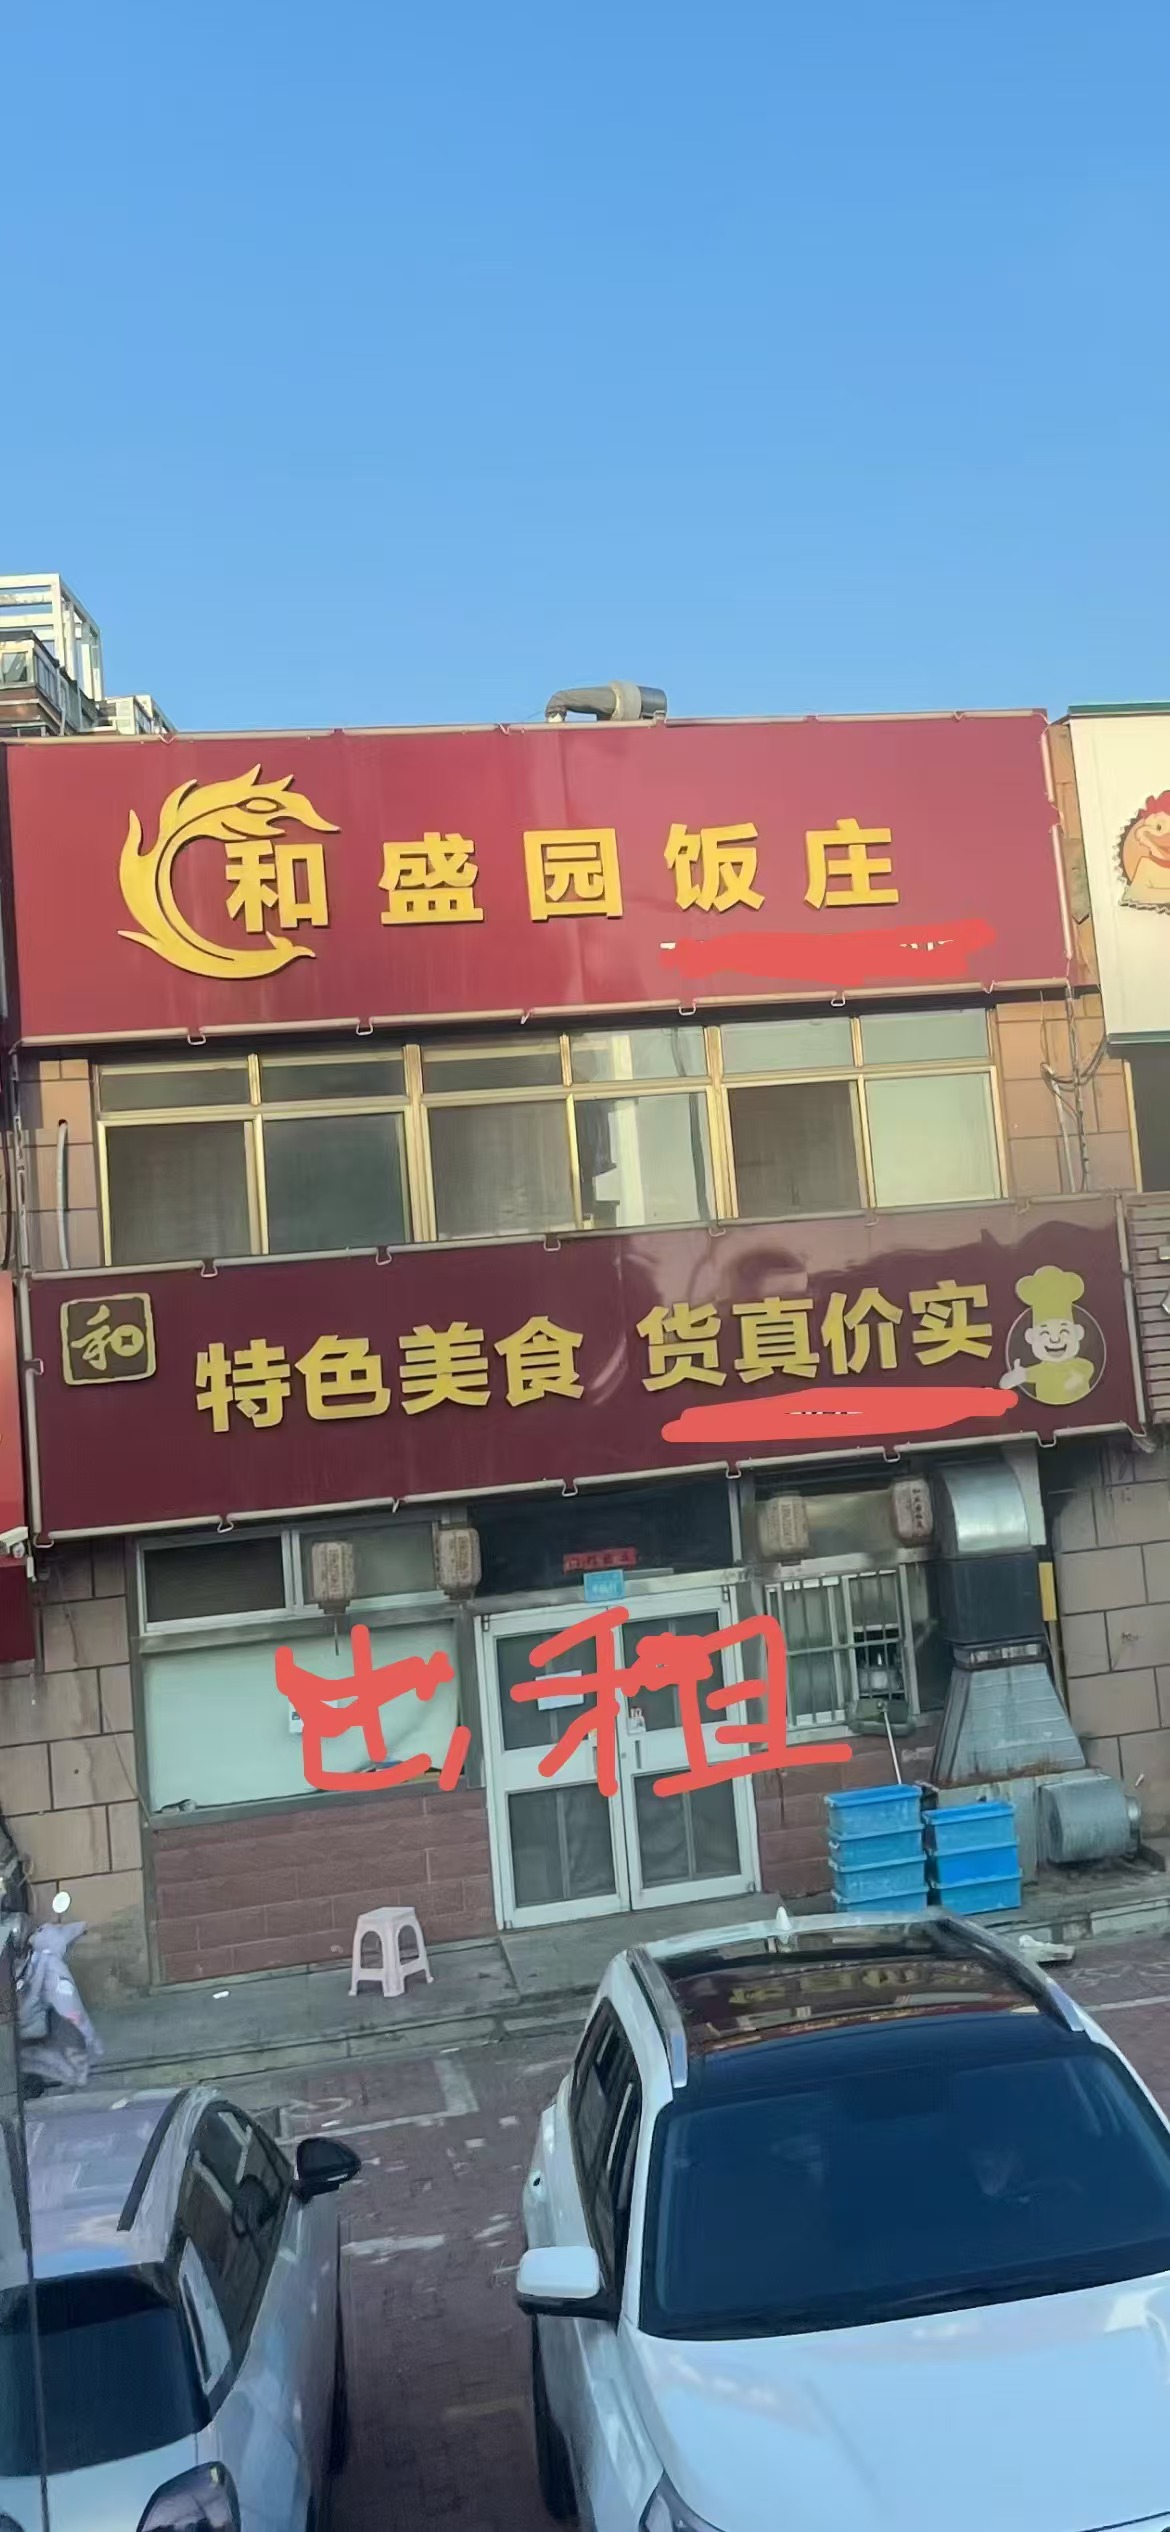 和盛园饭庄
和
特色美食 货真价实
出租